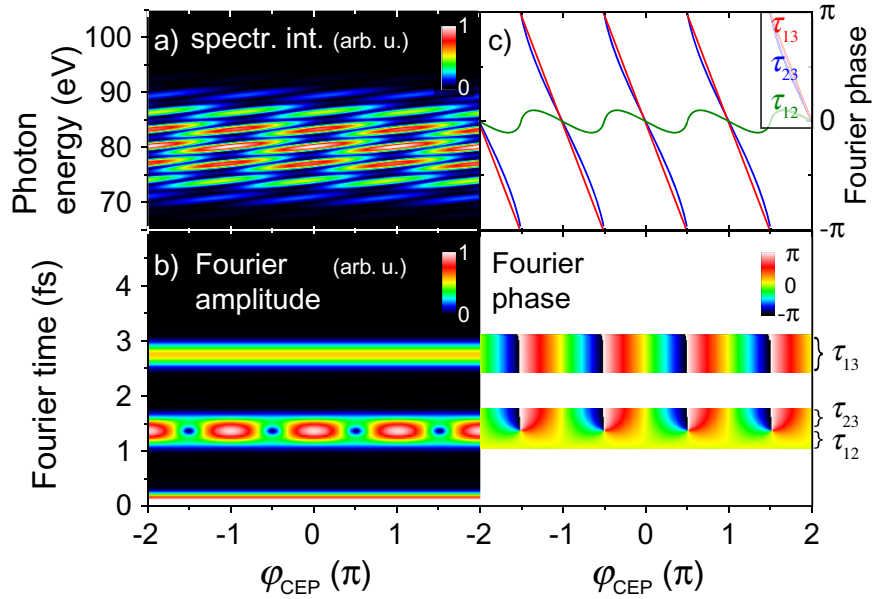 a) spectr. int. (arb. u.)
1
0
Photon energy (eV)
100
90
80
70
c)
τ13
τ23
τ12
π
0
-π
Fourier phase
b) Fourier (arb. u.)
amplitude
1
0
Fourier time (fs)
4
3
2
1
0
Fourier
phase
π
0
-π
τ13
τ23
τ12
-2 -1 0 1 -2 -1 0 1 2
φCEP (π) φCEP (π)